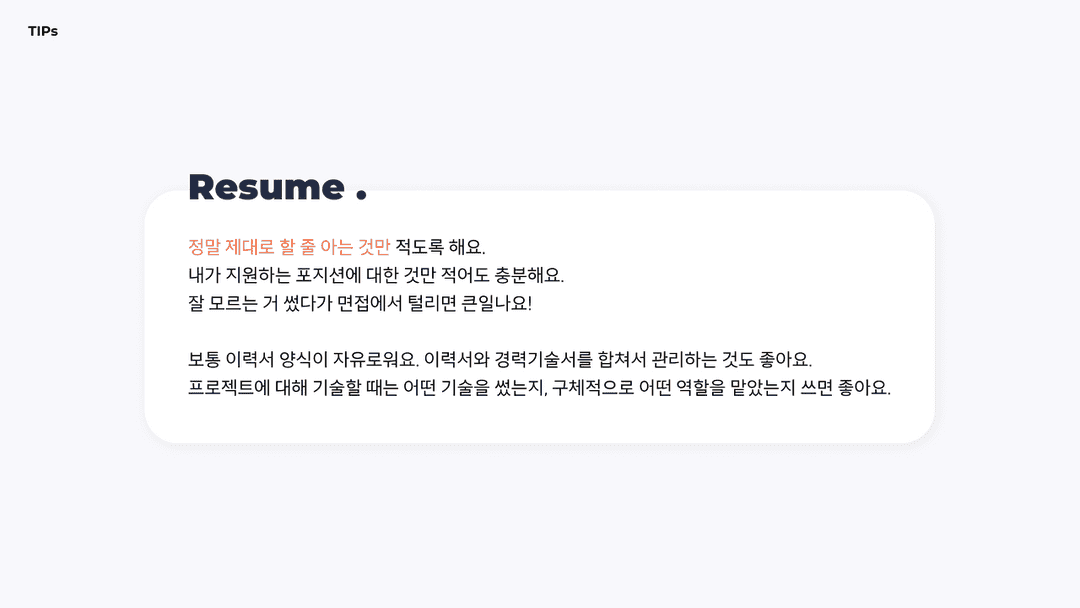 TIPs
Resume .
정말 제대로 할 줄 아는 것만 적도록 해요.
내가 지원하는 포지션에 대한 것만 적어도 충분해요.
잘 모르는 거 썼다가 면접에서 털리면 큰일나요!
보통 이력서 양식이 자유로워요. 이력서와 경력기술서를 합쳐서 관리하는 것도 좋아요.
프로젝트에 대해 기술할 때는 어떤 기술을 썼는지, 구체적으로 어떤 역할을 맡았는지 쓰면 좋아요.